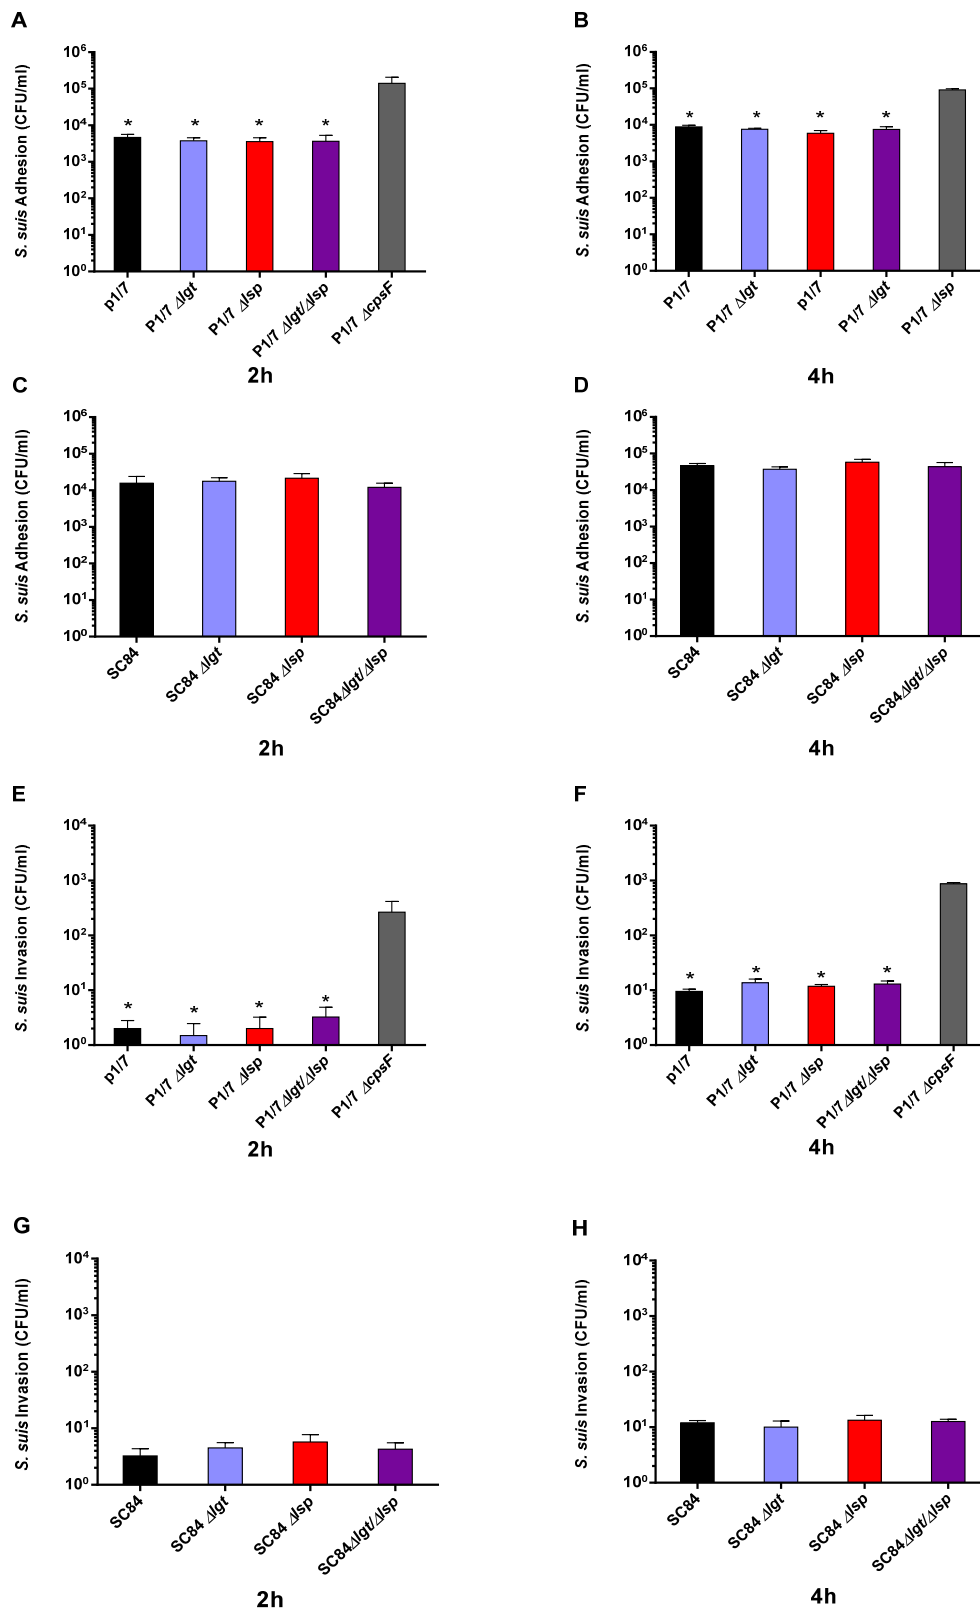 A
S. suis Adhesion (CFU/ml)
10⁶
10⁵
10⁴
10³
10²
10¹
10⁰
* * * *
p1/7
P1/7 Δlgt
P1/7 Δlsp
P1/7 Δlgt/Δlsp
P1/7 ΔcpsF
2h
B
S. suis Adhesion (CFU/ml)
10⁶
10⁵
10⁴
10³
10²
10¹
10⁰
* * * *
P1/7
P1/7 Δlgt
p1/7
P1/7 Δlgt
P1/7 Δlsp
4h
C
S. suis Adhesion (CFU/ml)
10⁶
10⁵
10⁴
10³
10²
10¹
10⁰
SC84
SC84 Δlgt
SC84 Δlsp
SC84Δlgt/Δlsp
2h
D
S. suis Adhesion (CFU/ml)
10⁶
10⁵
10⁴
10³
10²
10¹
10⁰
SC84
SC84 Δlgt
SC84 Δlsp
SC84Δlgt/Δlsp
4h
E
S. suis Invasion (CFU/ml)
10⁴
10³
10²
10¹
10⁰
* * * *
p1/7
P1/7 Δlgt
P1/7 Δlsp
P1/7 Δlgt/Δlsp
P1/7 ΔcpsF
2h
F
S. suis Invasion (CFU/ml)
10⁴
10³
10²
10¹
10⁰
* * * *
p1/7
P1/7 Δlgt
P1/7 Δlsp
P1/7 Δlgt/Δlsp
P1/7 ΔcpsF
4h
G
S. suis Invasion (CFU/ml)
10⁴
10³
10²
10¹
10⁰
SC84
SC84 Δlgt
SC84 Δlsp
SC84Δlgt/Δlsp
2h
H
S. suis Invasion (CFU/ml)
10⁴
10³
10²
10¹
10⁰
SC84
SC84 Δlgt
SC84 Δlsp
SC84Δlgt/Δlsp
4h